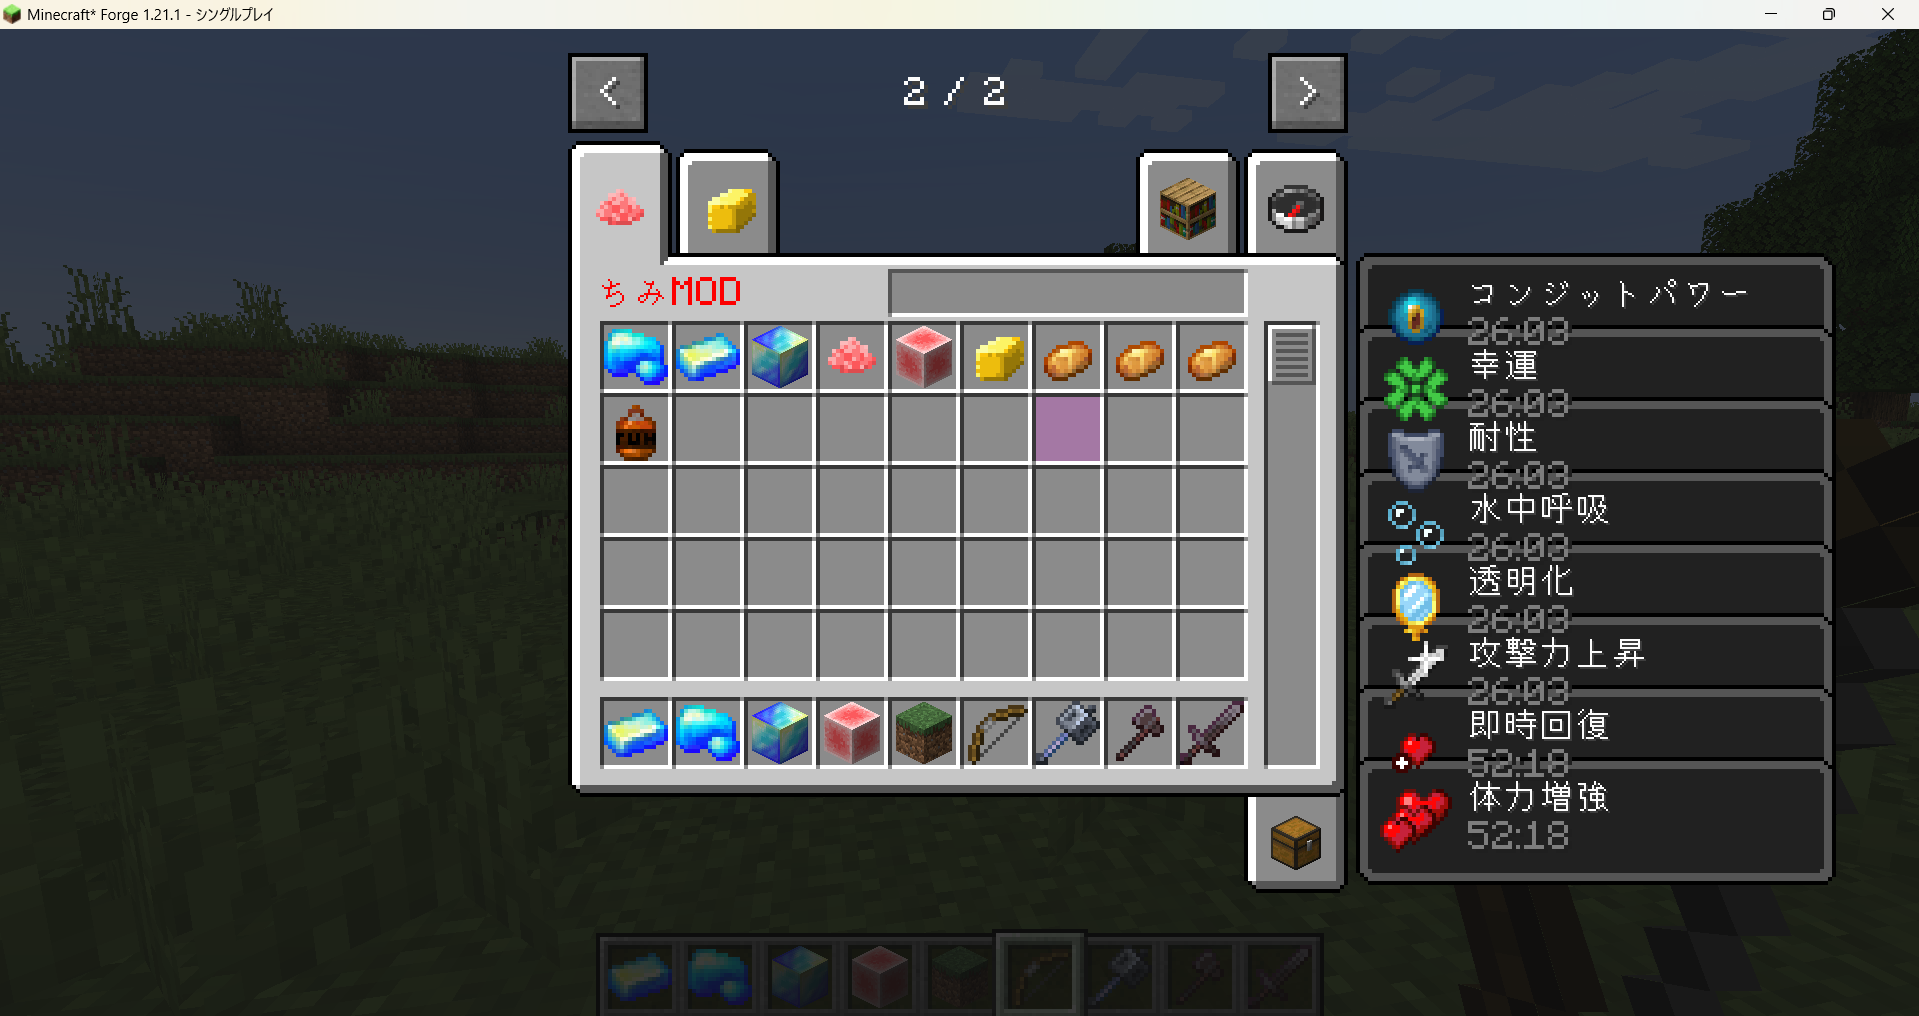 Minecraft* Forge 1.21.1 - シングルプレイ
< 2 / 2 >
ちみMOD
コンジットパワー
26:03
幸運
26:03
耐性
26:03
水中呼吸
26:03
透明化
26:03
攻撃力上昇
26:03
即時回復
52:18
体力増強
52:18